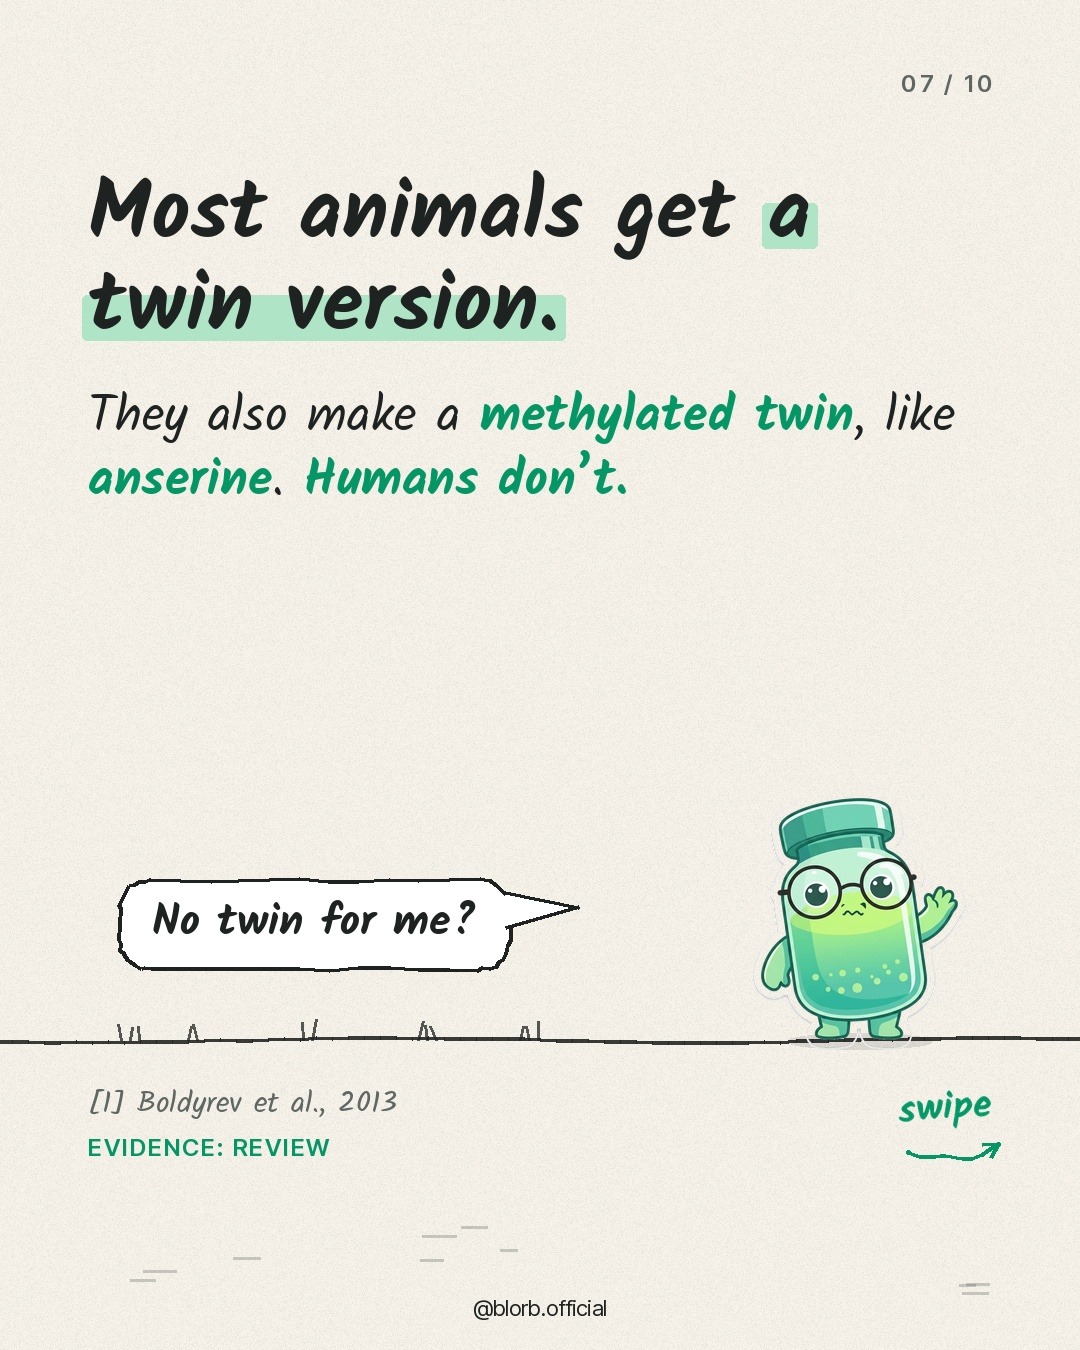 07 / 10
Most animals get a
twin version.
They also make a methylated twin, like
anserine. Humans don’t.
No twin for me?
[1] Boldyrev et al., 2013
EVIDENCE: REVIEW
swipe
@blorb.official